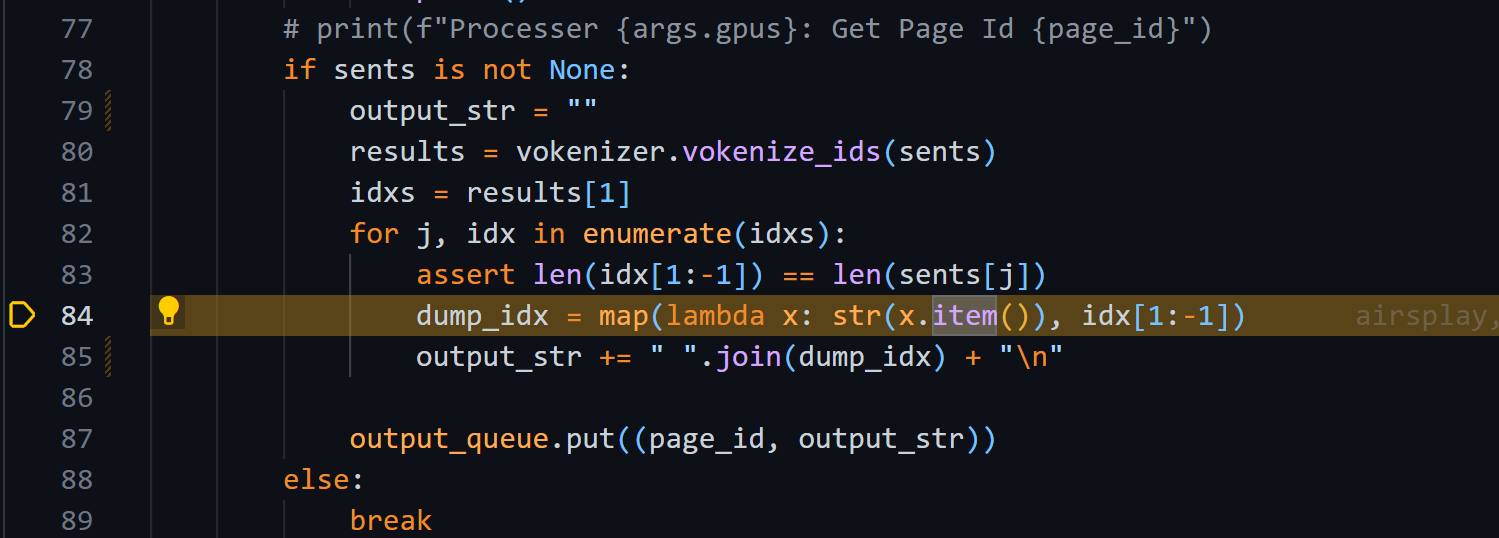 77 # print(f"Processer {args.gpus}: Get Page Id {page_id}")
78 if sents is not None:
79 output_str = ""
80 results = vokenizer.vokenize_ids(sents)
81 idxs = results[1]
82 for j, idx in enumerate(idxs):
83 assert len(idx[1:-1]) == len(sents[j])
84 dump_idx = map(lambda x: str(x.item()), idx[1:-1]) airsplay,
85 output_str += " ".join(dump_idx) + "\n"
86
87 output_queue.put((page_id, output_str))
88 else:
89 break